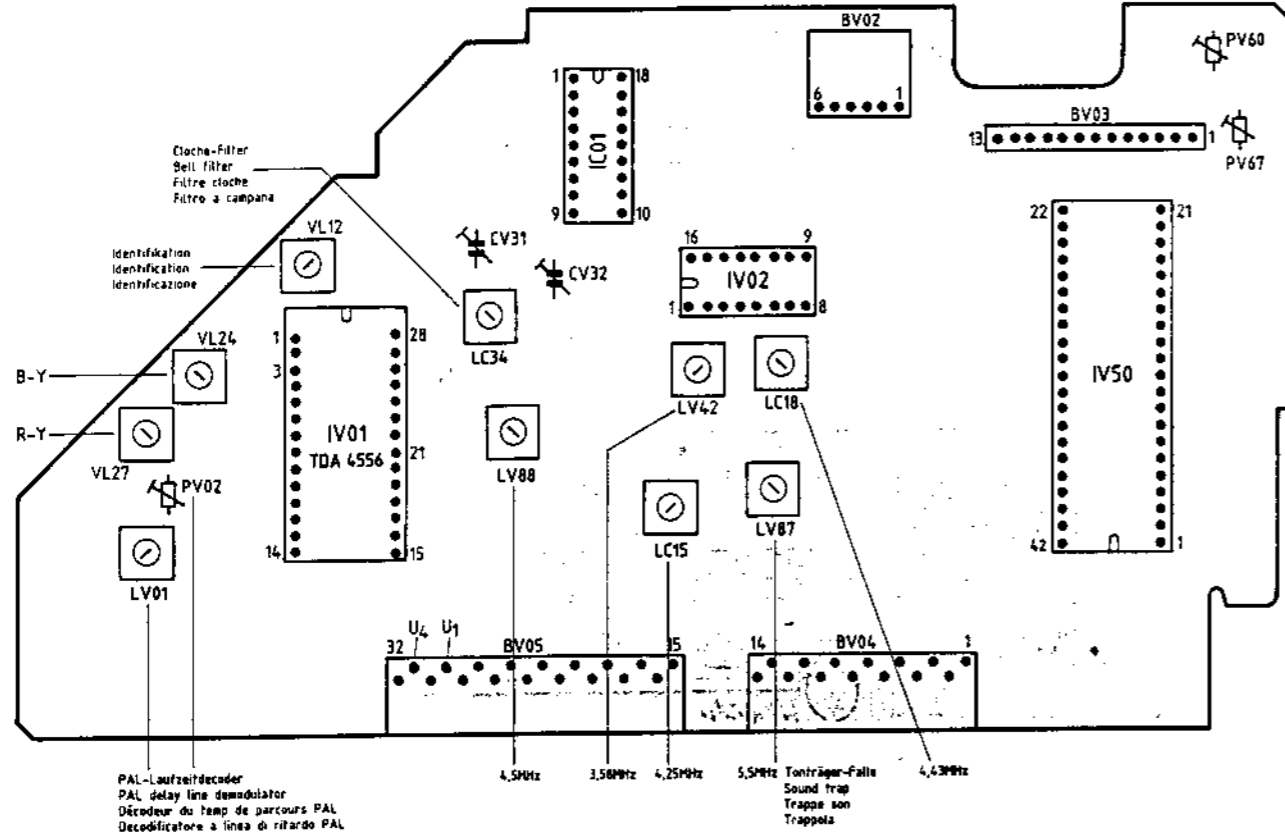 BV02
PV60
1 18
6 1
BV03
13 1
PV67
Cloche-Filter
Bell filter
Filtre cloche
Filtro a campana
IC01
9 10
22 21
VL12
CV31
16 9
Identifikation
Identification
Identificazione
CV32
IV02
1 8
1 28
VL24
LC34
3
B-Y
LV42
LC18
IV50
R-Y
IV01
TDA 4556
21
VL27
PV02
LV88
LC15
LV87
14 15
42 1
LV01
32 U4 U1 BV05 15
14 BV04 1
PAL-Laufzeitdecoder
PAL delay line demodulator
Décodeur du temp de parcours PAL
Decodificatore a linea di ritardo PAL
4,5MHz
3,58MHz
4,25MHz
5,5MHz Tonträger-Falle
Sound trap
Trappe son
Trappola
4,43MHz